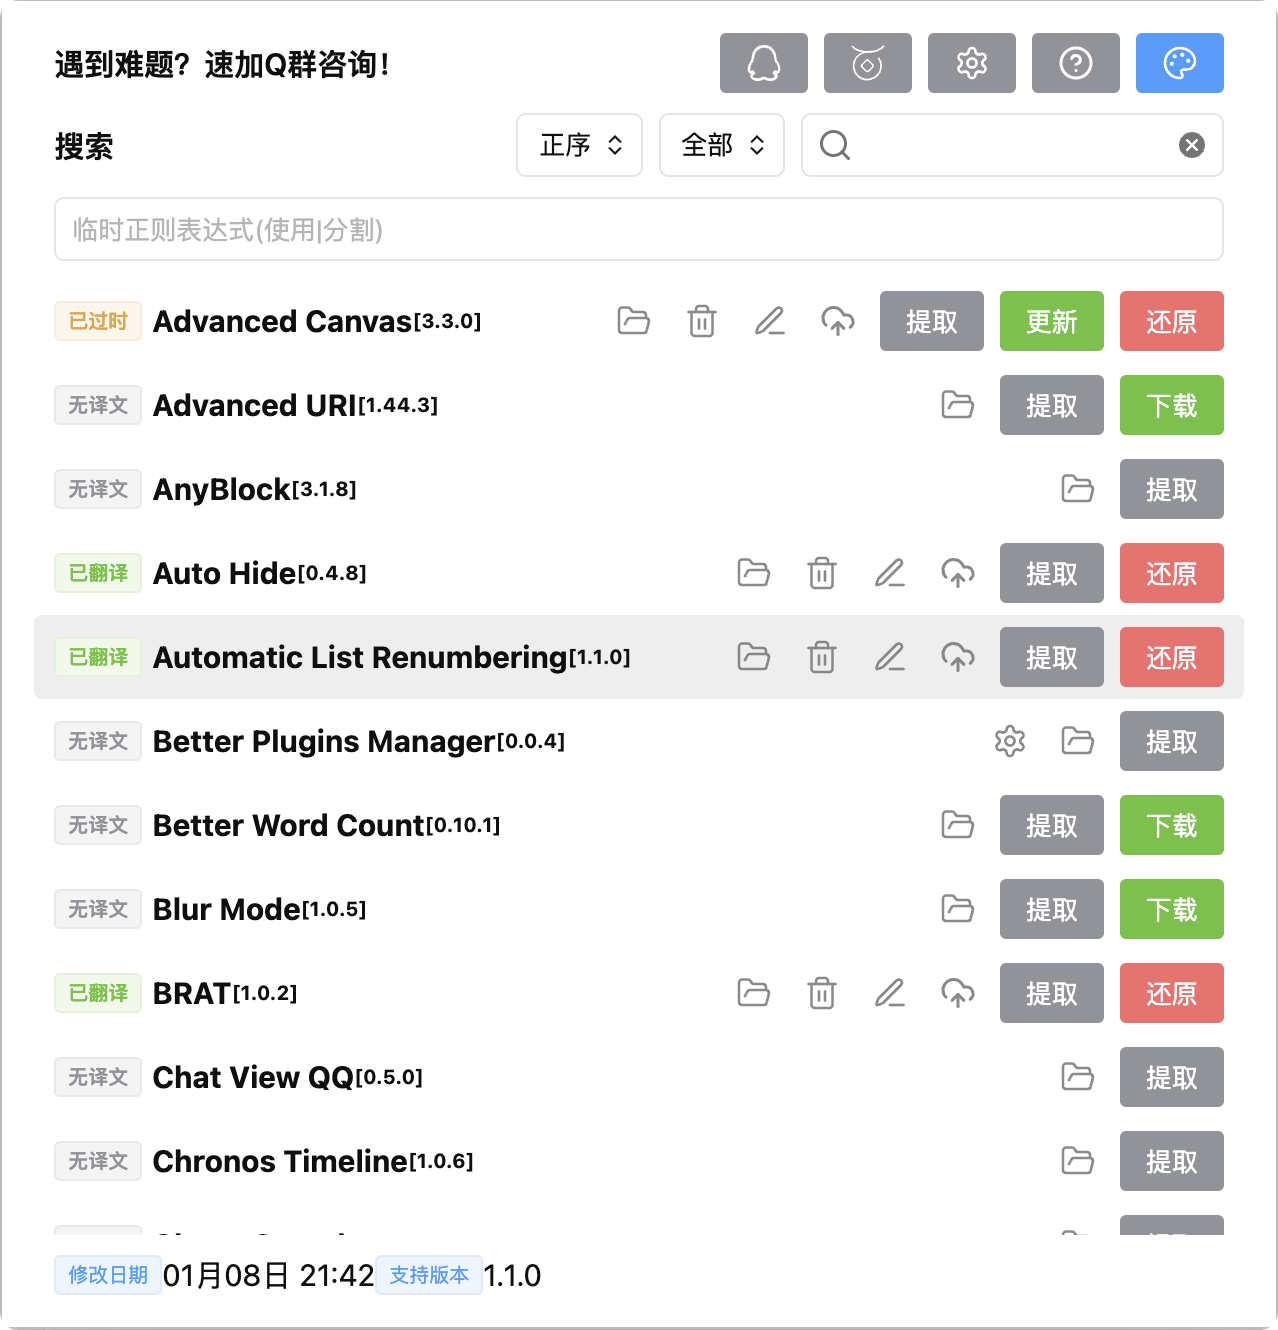 遇到难题？速加Q群咨询！
搜索 正序 全部
临时正则表达式(使用|分割)
已过时 Advanced Canvas[3.3.0] 提取 更新 还原
无译文 Advanced URI[1.44.3] 提取 下载
无译文 AnyBlock[3.1.8] 提取
已翻译 Auto Hide[0.4.8] 提取 还原
已翻译 Automatic List Renumbering[1.1.0] 提取 还原
无译文 Better Plugins Manager[0.0.4] 提取
无译文 Better Word Count[0.10.1] 提取 下载
无译文 Blur Mode[1.0.5] 提取 下载
已翻译 BRAT[1.0.2] 提取 还原
无译文 Chat View QQ[0.5.0] 提取
无译文 Chronos Timeline[1.0.6] 提取
修改日期 01月08日 21:42 支持版本 1.1.0